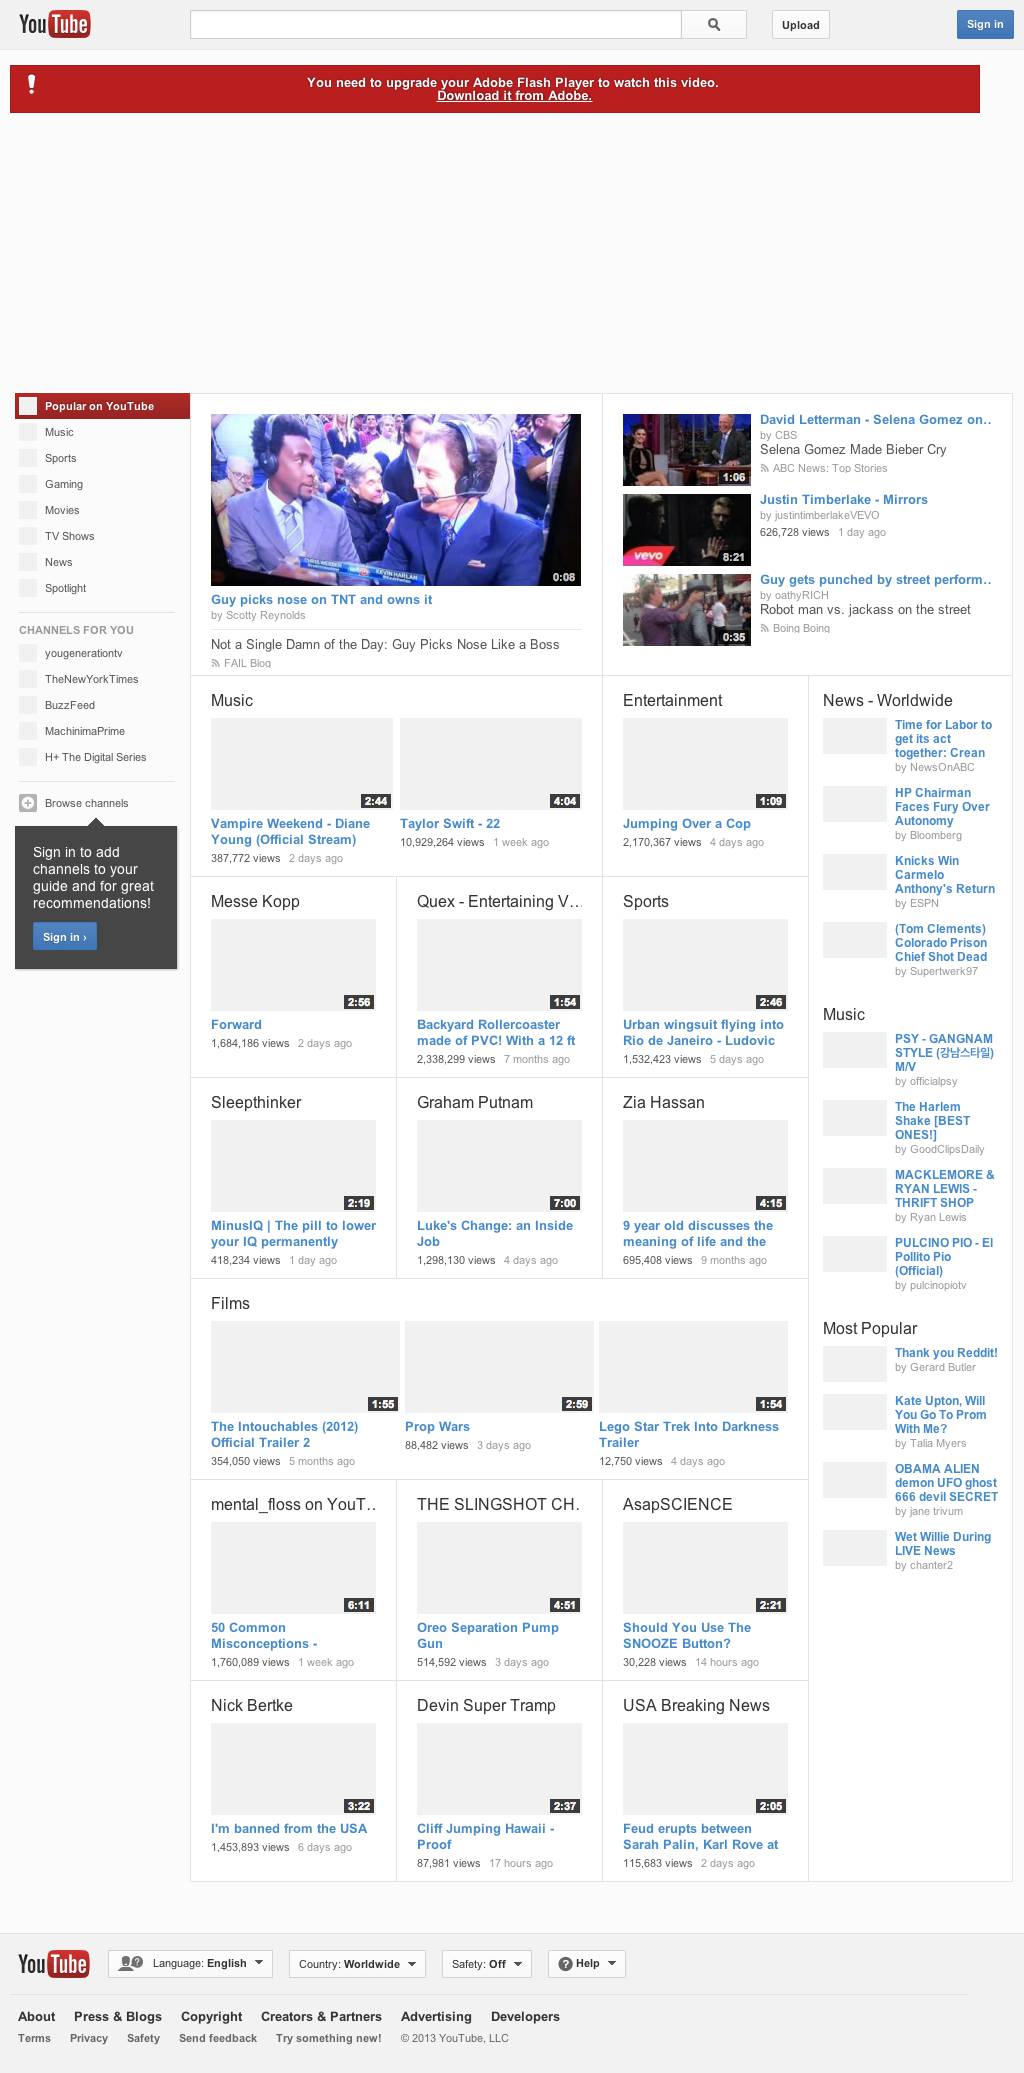 YouTube
Upload
Sign in
You need to upgrade your Adobe Flash Player to watch this video.
Download it from Adobe.
Popular on YouTube
Music
Sports
Gaming
Movies
TV Shows
News
Spotlight
CHANNELS FOR YOU
yougenerationtv
TheNewYorkTimes
BuzzFeed
MachinimaPrime
H+ The Digital Series
Browse channels
Sign in to add
channels to your
guide and for great
recommendations!
Sign in ›
CHRIS WEBBER
KEVIN HARLAN
0:08
Guy picks nose on TNT and owns it
by Scotty Reynolds
Not a Single Damn of the Day: Guy Picks Nose Like a Boss
FAIL Blog
1:06
David Letterman - Selena Gomez on..
by CBS
Selena Gomez Made Bieber Cry
ABC News: Top Stories
vevo
8:21
Justin Timberlake - Mirrors
by justintimberlakeVEVO
626,728 views 1 day ago
0:35
Guy gets punched by street perform..
by oathyRICH
Robot man vs. jackass on the street
Boing Boing
Music
2:44
Vampire Weekend - Diane
Young (Official Stream)
387,772 views 2 days ago
4:04
Taylor Swift - 22
10,929,264 views 1 week ago
Entertainment
1:09
Jumping Over a Cop
2,170,367 views 4 days ago
Messe Kopp
2:56
Forward
1,684,186 views 2 days ago
Quex - Entertaining V..
1:54
Backyard Rollercoaster
made of PVC! With a 12 ft
2,338,299 views 7 months ago
Sports
2:46
Urban wingsuit flying into
Rio de Janeiro - Ludovic
1,532,423 views 5 days ago
Sleepthinker
2:19
MinusIQ | The pill to lower
your IQ permanently
418,234 views 1 day ago
Graham Putnam
7:00
Luke's Change: an Inside
Job
1,298,130 views 4 days ago
Zia Hassan
4:15
9 year old discusses the
meaning of life and the
695,408 views 9 months ago
Films
1:55
The Intouchables (2012)
Official Trailer 2
354,050 views 5 months ago
2:59
Prop Wars
88,482 views 3 days ago
1:54
Lego Star Trek Into Darkness
Trailer
12,750 views 4 days ago
mental_floss on YouT..
6:11
50 Common
Misconceptions -
1,760,089 views 1 week ago
THE SLINGSHOT CH.
4:51
Oreo Separation Pump
Gun
514,592 views 3 days ago
AsapSCIENCE
2:21
Should You Use The
SNOOZE Button?
30,228 views 14 hours ago
Nick Bertke
3:22
I'm banned from the USA
1,453,893 views 6 days ago
Devin Super Tramp
2:37
Cliff Jumping Hawaii -
Proof
87,981 views 17 hours ago
USA Breaking News
2:05
Feud erupts between
Sarah Palin, Karl Rove at
115,683 views 2 days ago
News - Worldwide
Time for Labor to
get its act
together: Crean
by NewsOnABC
HP Chairman
Faces Fury Over
Autonomy
by Bloomberg
Knicks Win
Carmelo
Anthony's Return
by ESPN
(Tom Clements)
Colorado Prison
Chief Shot Dead
by Supertwerk97
Music
PSY - GANGNAM
STYLE (강남스타일)
M/V
by officialpsy
The Harlem
Shake [BEST
ONES!]
by GoodClipsDaily
MACKLEMORE &
RYAN LEWIS -
THRIFT SHOP
by Ryan Lewis
PULCINO PIO - El
Pollito Pio
(Official)
by pulcinopiotv
Most Popular
Thank you Reddit!
by Gerard Butler
Kate Upton, Will
You Go To Prom
With Me?
by Talia Myers
OBAMA ALIEN
demon UFO ghost
666 devil SECRET
by jane trivum
Wet Willie During
LIVE News
by chanter2
YouTube
Language: English
Country: Worldwide
Safety: Off
Help
About Press & Blogs Copyright Creators & Partners Advertising Developers
Terms Privacy Safety Send feedback Try something new! © 2013 YouTube, LLC